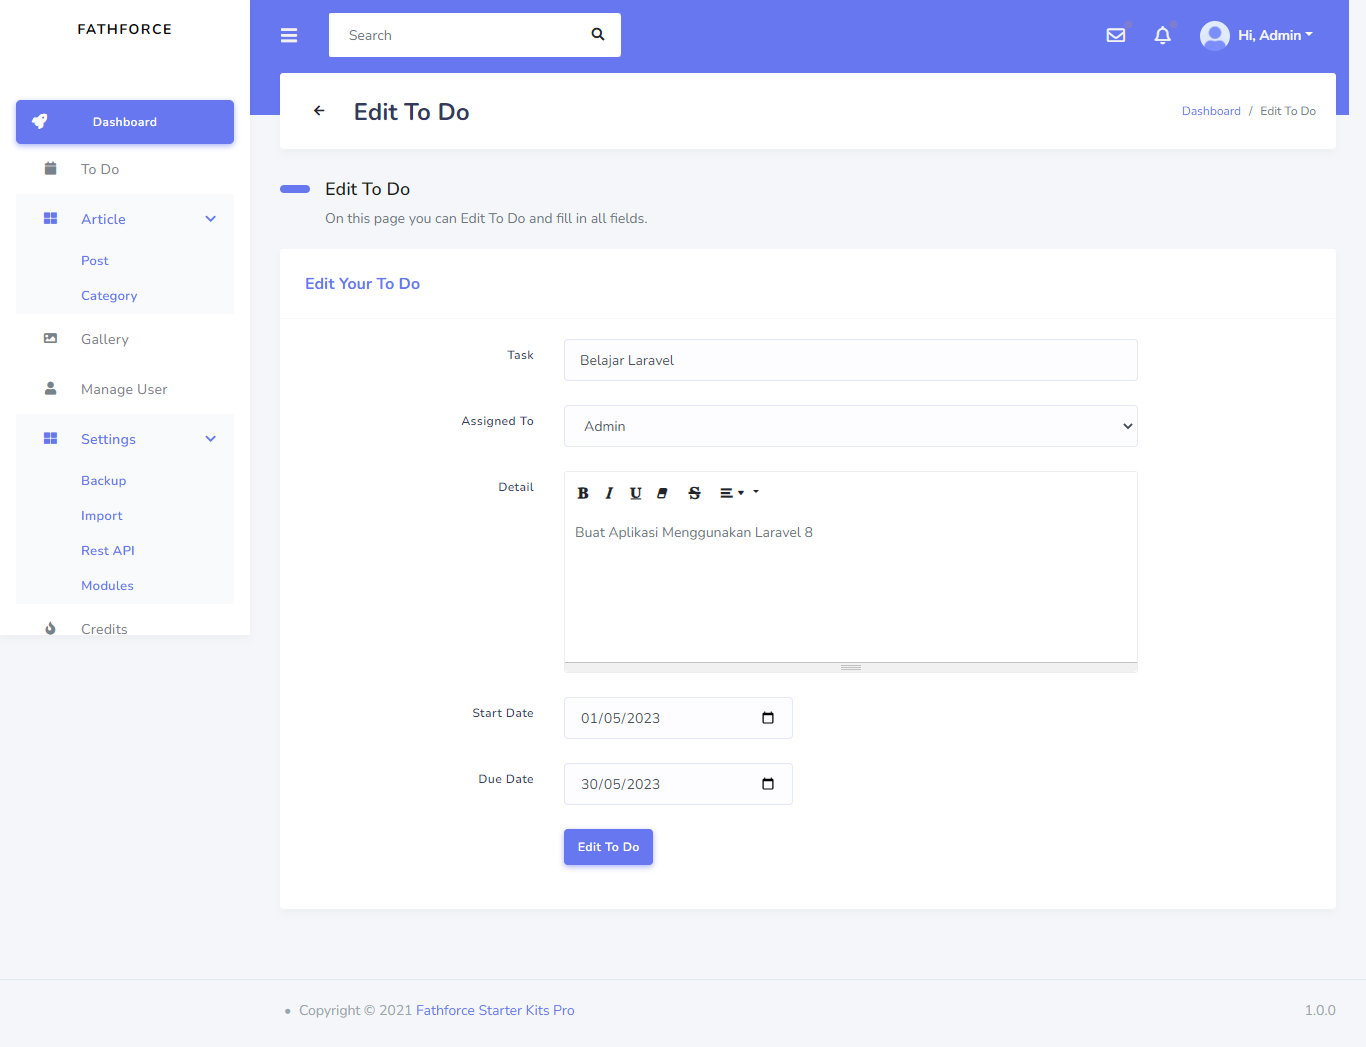 FATHFORCE
Search
Hi, Admin
Dashboard
To Do
Article
Post
Category
Gallery
Manage User
Settings
Backup
Import
Rest API
Modules
Credits
Edit To Do
Dashboard / Edit To Do
Edit To Do
On this page you can Edit To Do and fill in all fields.
Edit Your To Do
Task
Belajar Laravel
Assigned To
Admin
Detail
B I U S
Buat Aplikasi Menggunakan Laravel 8
Start Date
01/05/2023
Due Date
30/05/2023
Edit To Do
• Copyright © 2021 Fathforce Starter Kits Pro
1.0.0